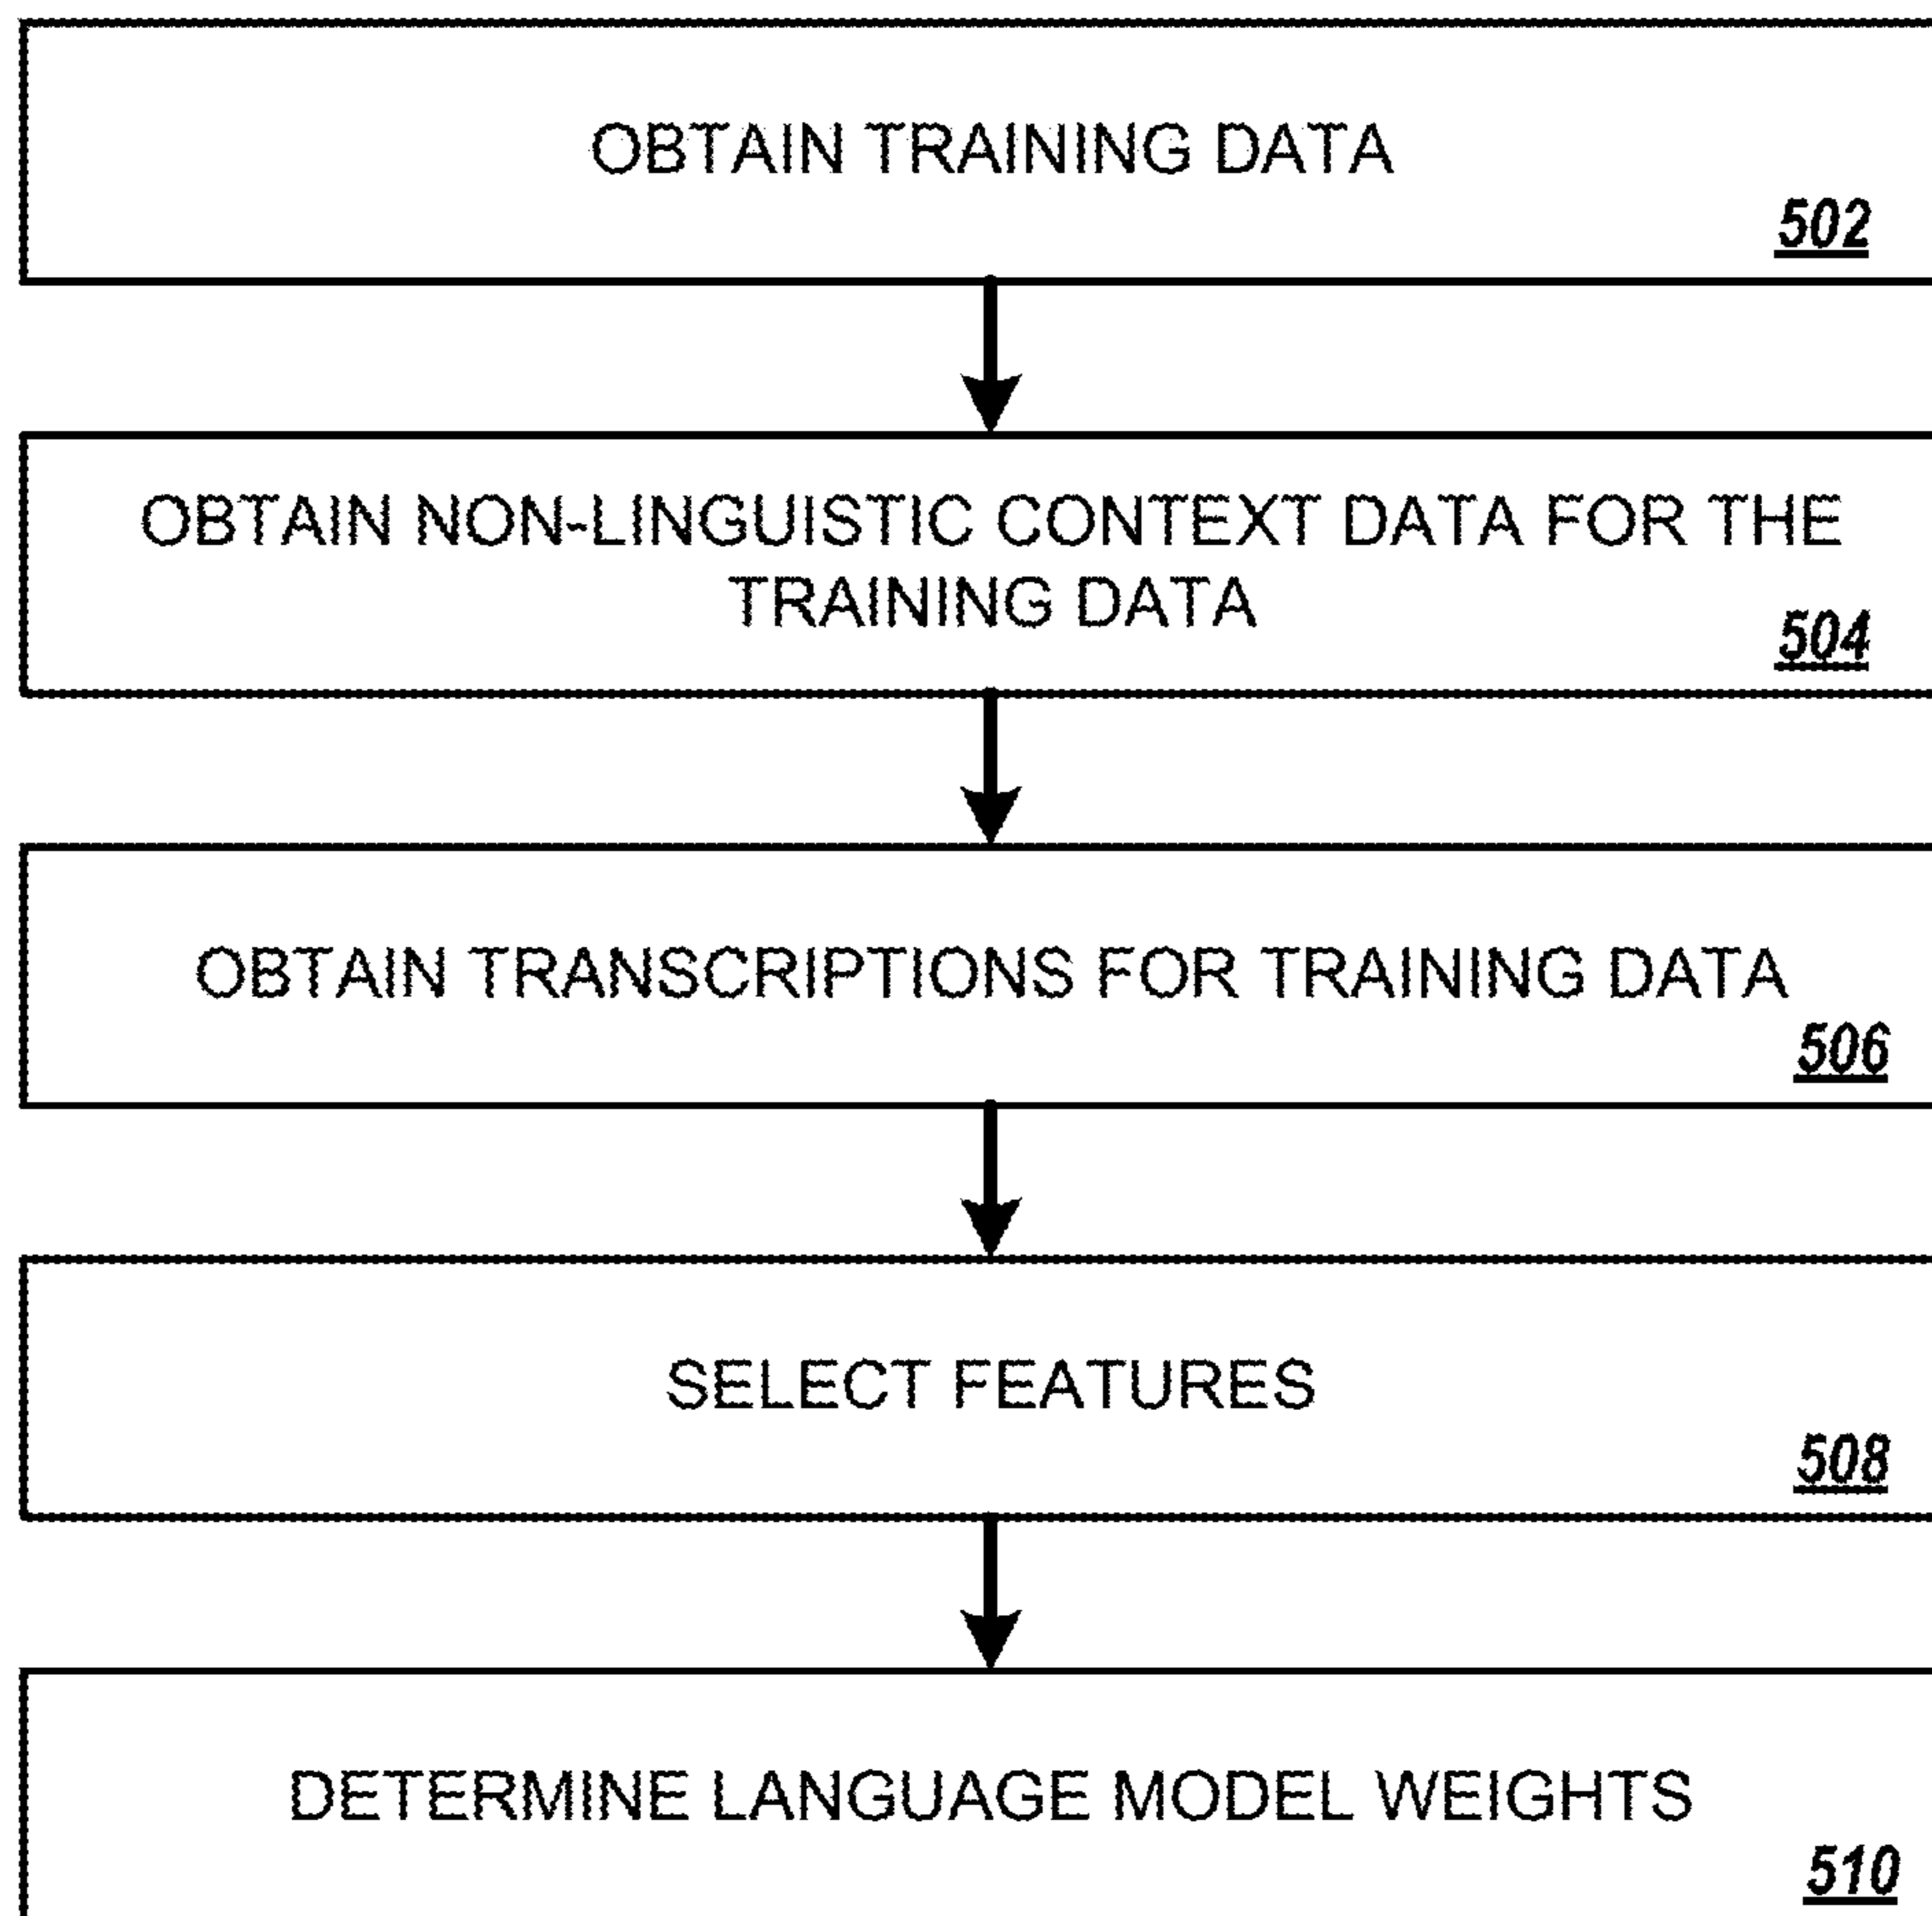 OBTAIN TRAINING DATA
502
OBTAIN NON-LINGUISTIC CONTEXT DATA FOR THE
TRAINING DATA
504
OBTAIN TRANSCRIPTIONS FOR TRAINING DATA
506
SELECT FEATURES
508
DETERMINE LANGUAGE MODEL WEIGHTS
510